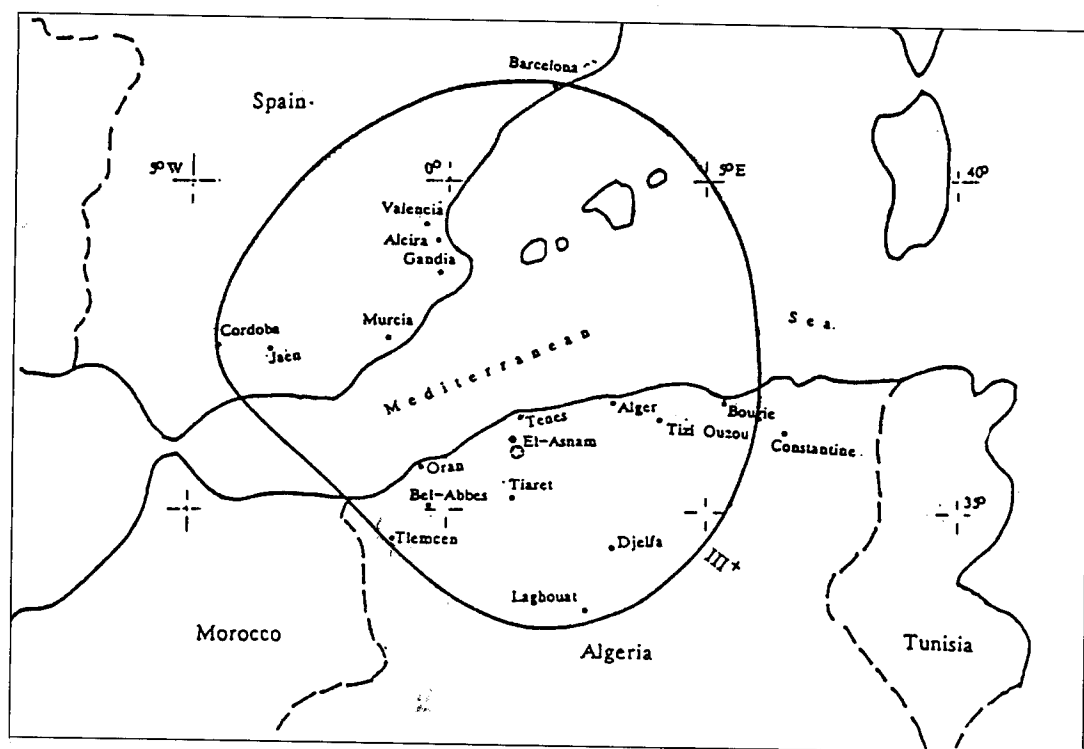 Barcelona
Spain
5° W
0°
5° E
40°
Valencia
Alcira
Gandia
Cordoba
Jaén
Murcia
Mediterranean
Sea.
Tenes
Alger
Bougie
Tizi Ouzou
El-Asnam
Constantine
Oran
Tiaret
Bel-Abbes
35°
Tlemcen
Djelfa
III+
Laghouat
Morocco
Algeria
Tunisia